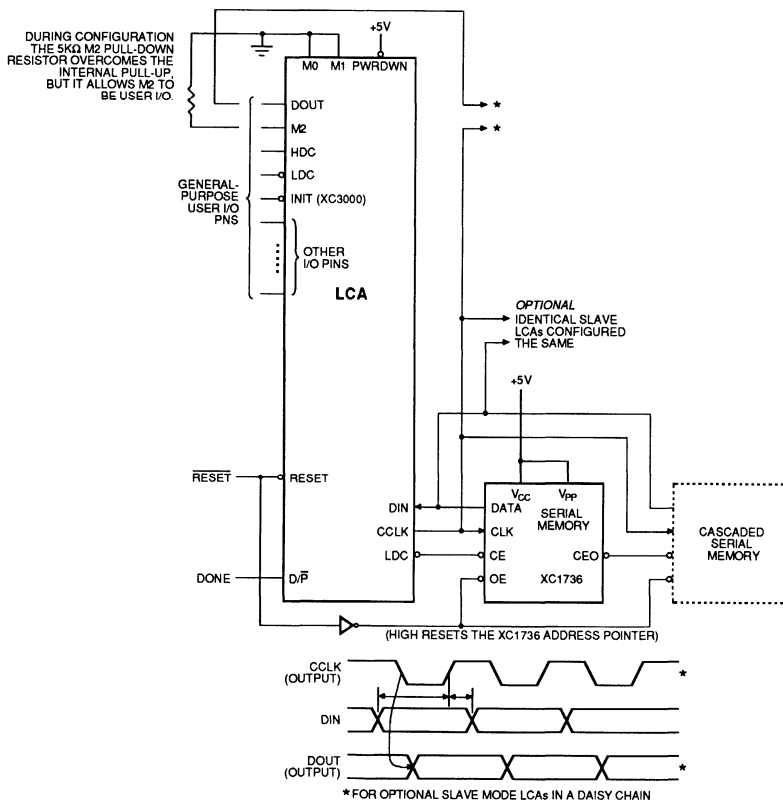 DURING CONFIGURATION
THE 5KΩ M2 PULL-DOWN
RESISTOR OVERCOMES THE
INTERNAL PULL-UP,
BUT IT ALLOWS M2 TO
BE USER I/O.
+5V
M0 M1 PWRDWN
DOUT
M2
HDC
LDC
INIT (XC3000)
GENERAL-
PURPOSE
USER I/O
PNS
OTHER
I/O PINS
LCA
*
*
OPTIONAL
IDENTICAL SLAVE
LCAs CONFIGURED
THE SAME
+5V
RESET
RESET
DIN
CCLK
LDC
DONE
D/P
VCC VPP
DATA
SERIAL
MEMORY
CLK
CE
CEO
OE
XC1736
CASCADED
SERIAL
MEMORY
(HIGH RESETS THE XC1736 ADDRESS POINTER)
CCLK
(OUTPUT)
*
DIN
DOUT
(OUTPUT)
*
* FOR OPTIONAL SLAVE MODE LCAs IN A DAISY CHAIN